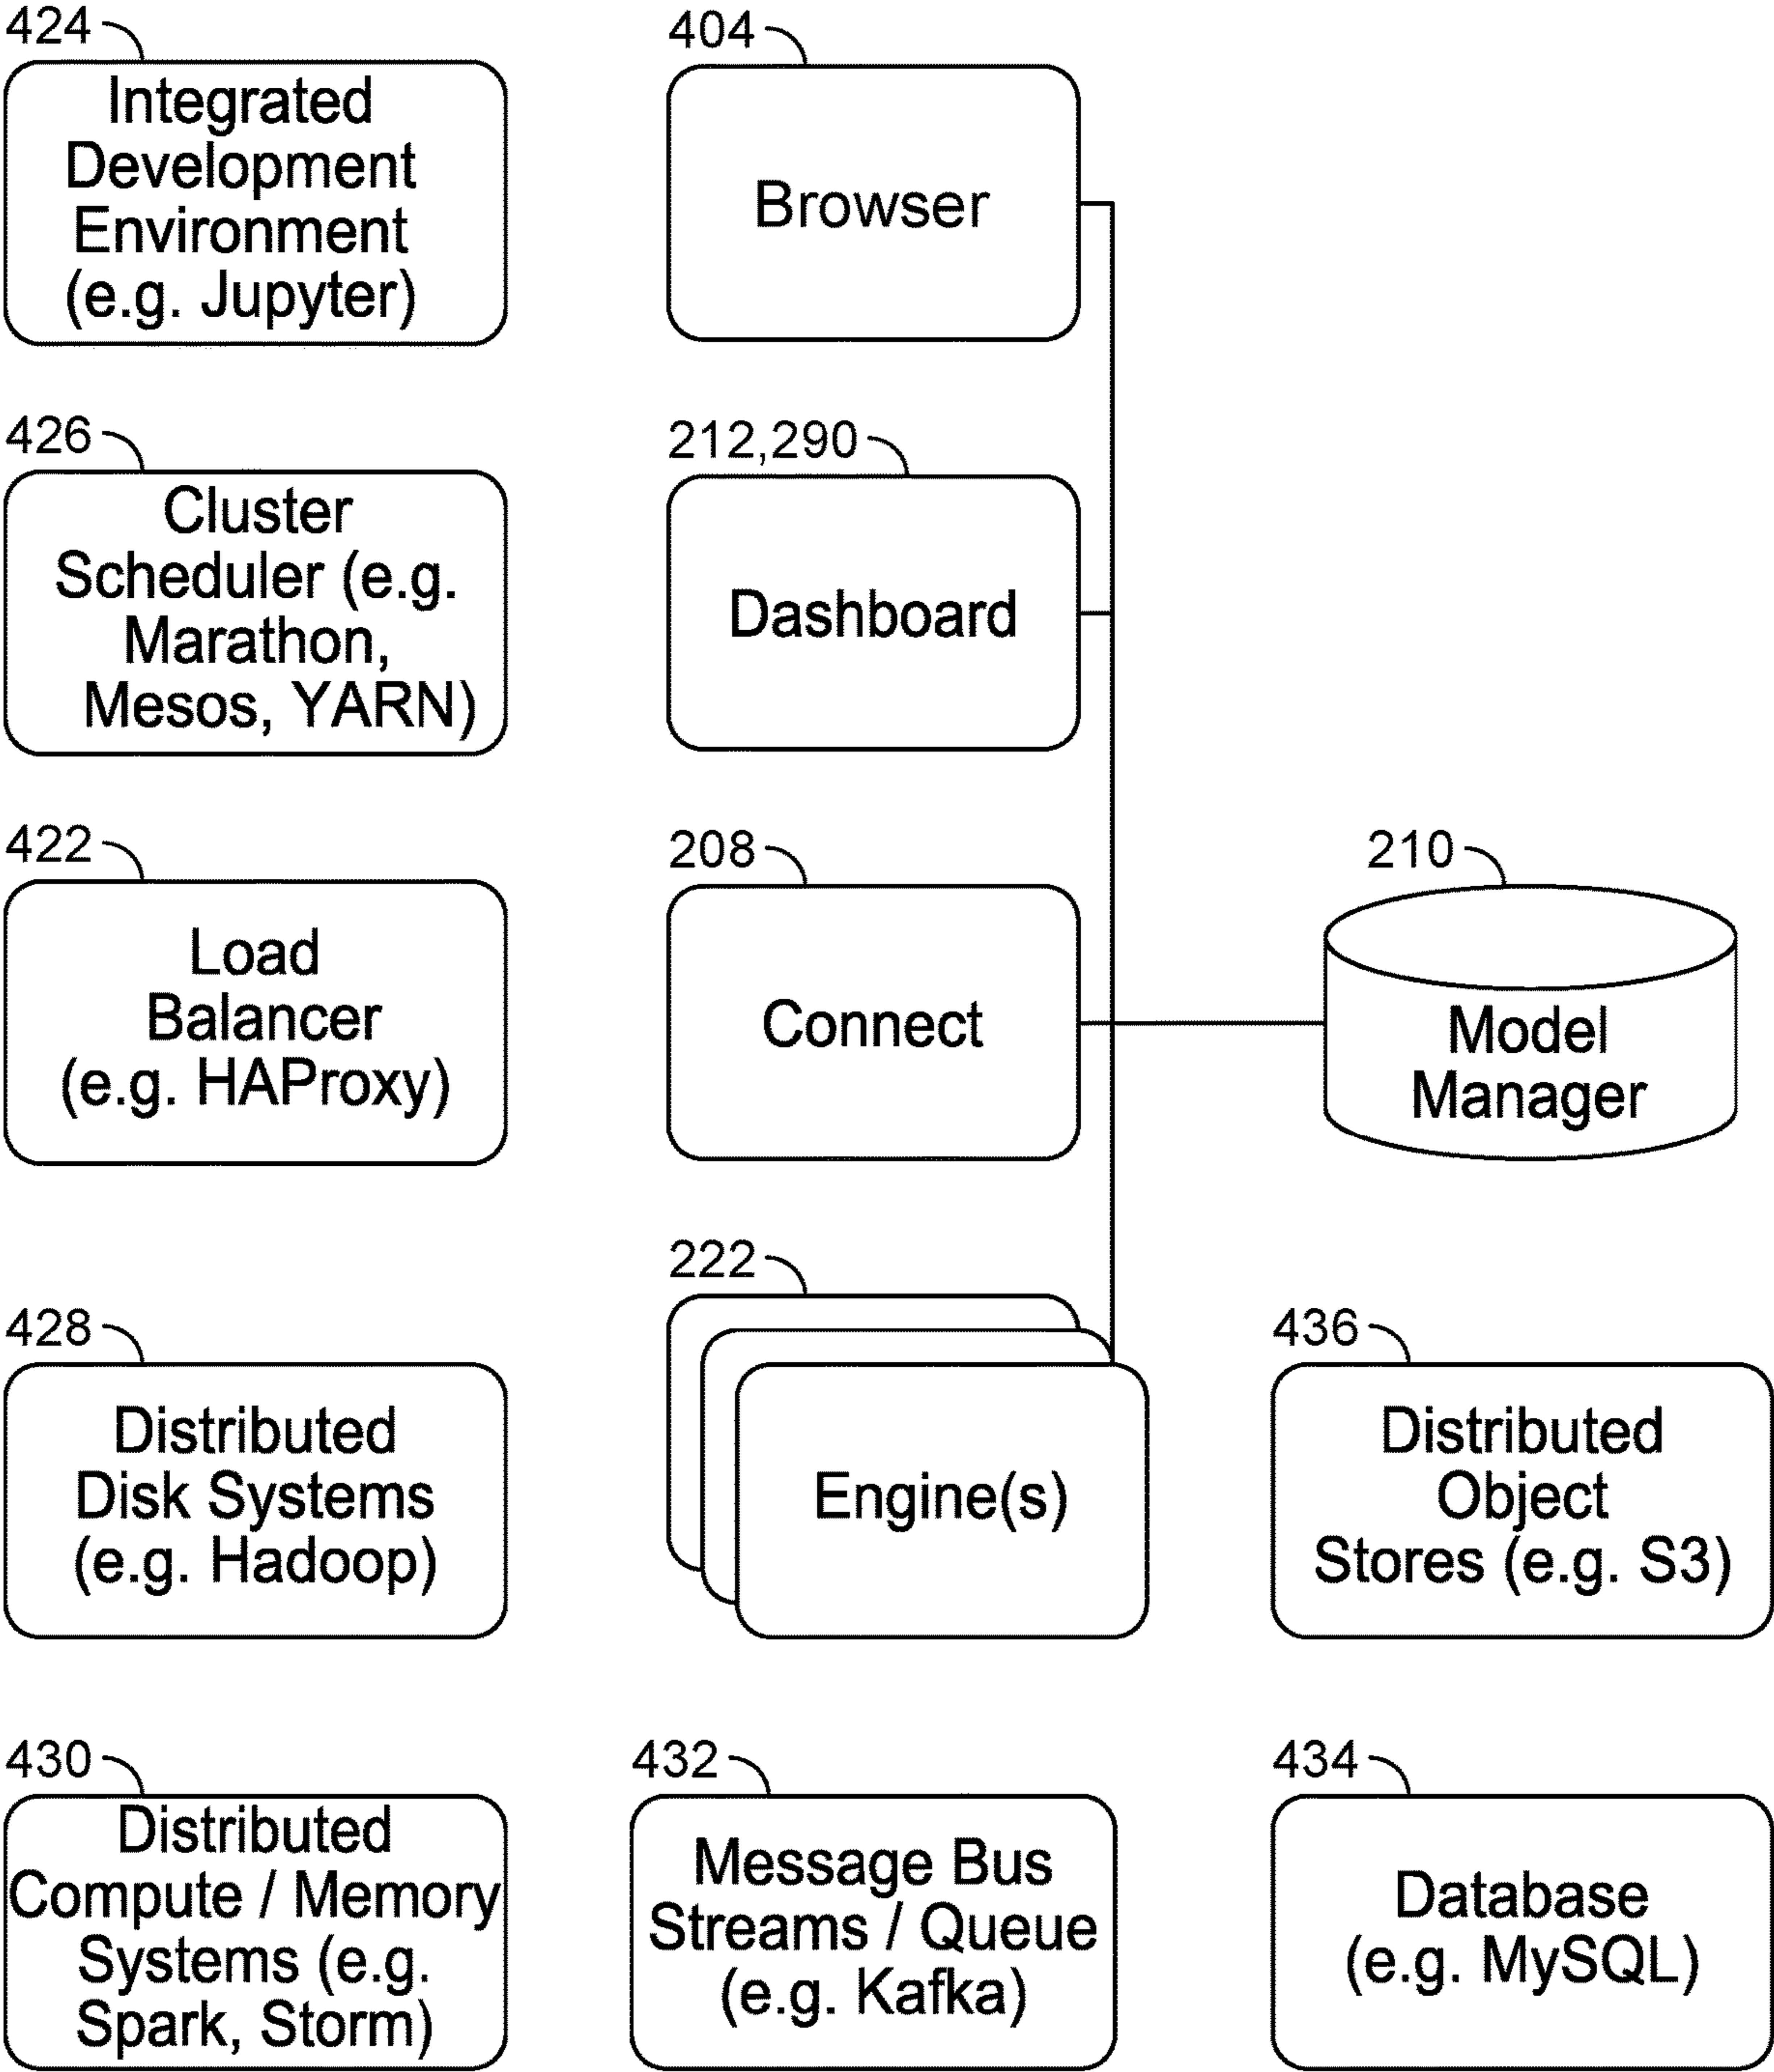 424
Integrated
Development
Environment
(e.g. Jupyter)
404
Browser
426
Cluster
Scheduler (e.g.
Marathon,
Mesos, YARN)
212,290
Dashboard
422
Load
Balancer
(e.g. HAProxy)
208
Connect
210
Model
Manager
428
Distributed
Disk Systems
(e.g. Hadoop)
222
Engine(s)
436
Distributed
Object
Stores (e.g. S3)
430
Distributed
Compute / Memory
Systems (e.g.
Spark, Storm)
432
Message Bus
Streams / Queue
(e.g. Kafka)
434
Database
(e.g. MySQL)